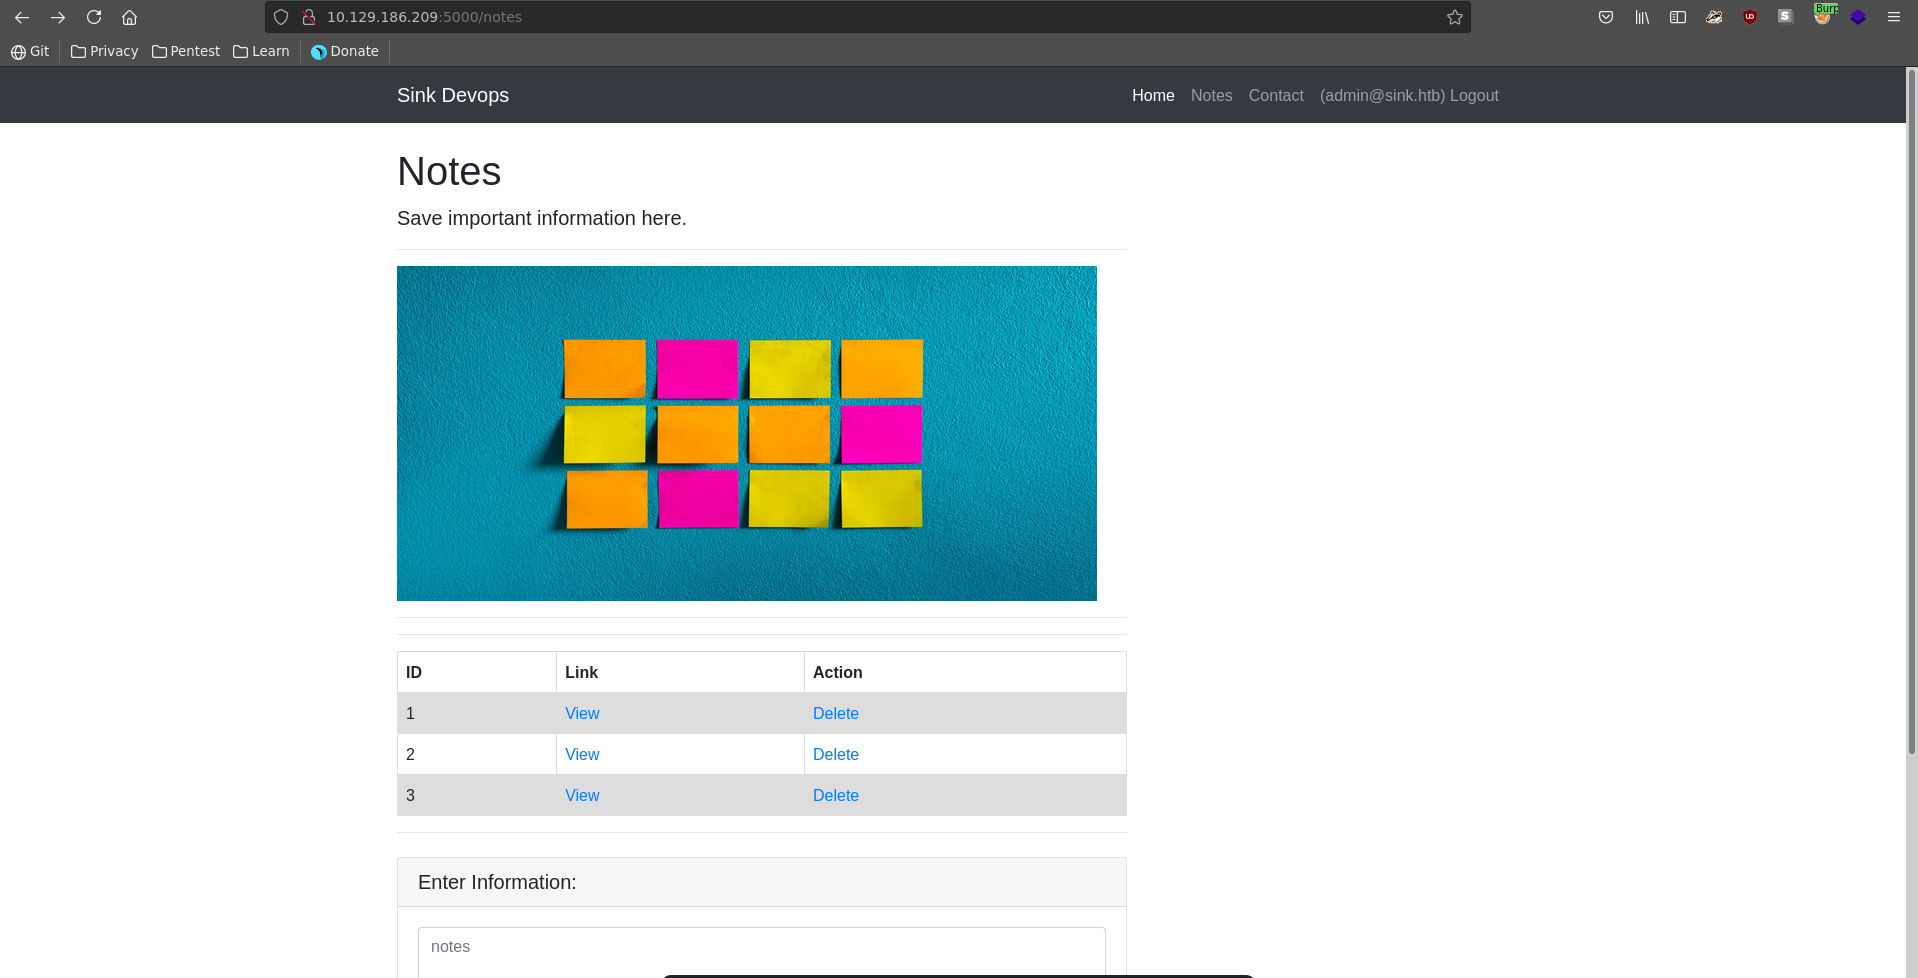 10.129.186.209:5000/notes
Burp
Git Privacy Pentest Learn Donate
Sink Devops Home Notes Contact (admin@sink.htb) Logout
Notes
Save important information here.
ID Link Action
1 View Delete
2 View Delete
3 View Delete
Enter Information:
notes